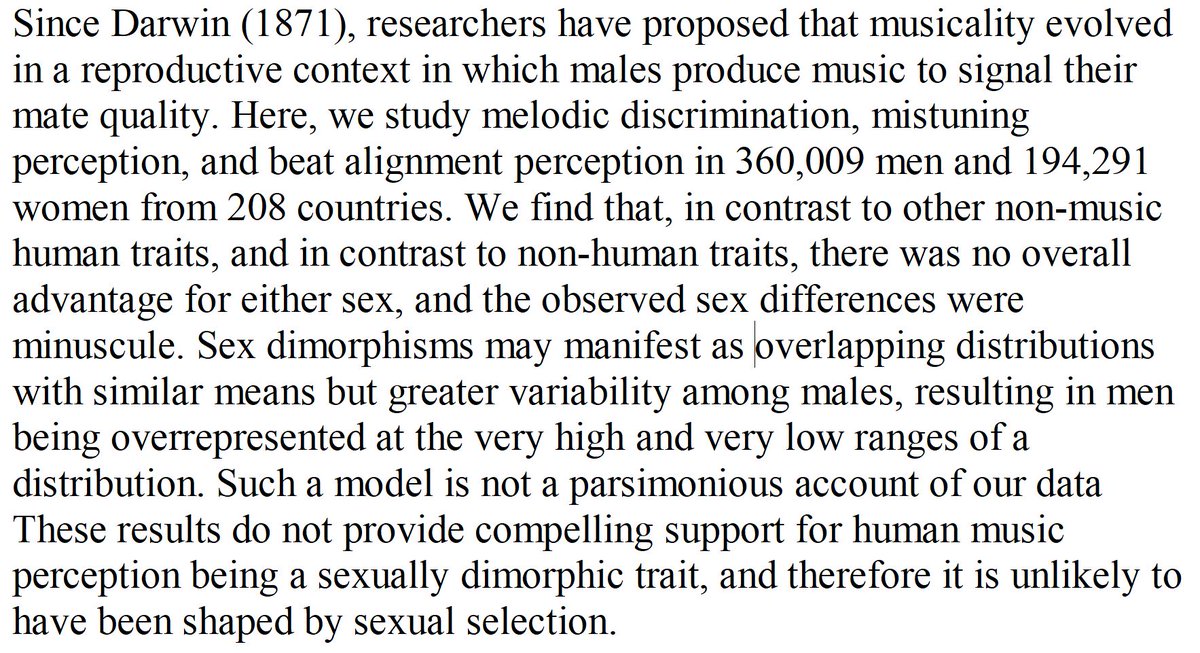 Since Darwin (1871), researchers have proposed that musicality evolved
in a reproductive context in which males produce music to signal their
mate quality. Here, we study melodic discrimination, mistuning
perception, and beat alignment perception in 360,009 men and 194,291
women from 208 countries. We find that, in contrast to other non-music
human traits, and in contrast to non-human traits, there was no overall
advantage for either sex, and the observed sex differences were
minuscule. Sex dimorphisms may manifest as overlapping distributions
with similar means but greater variability among males, resulting in men
being overrepresented at the very high and very low ranges of a
distribution. Such a model is not a parsimonious account of our data
These results do not provide compelling support for human music
perception being a sexually dimorphic trait, and therefore it is unlikely to
have been shaped by sexual selection.